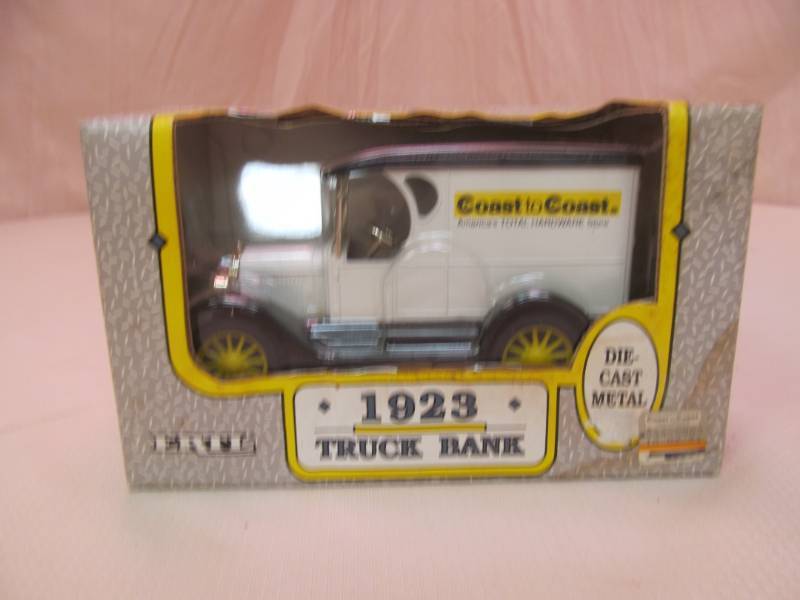 Coast to Coast
America's TOTAL HARDWARE Store
DIE-
CAST
METAL
1923
TRUCK BANK
ERTL